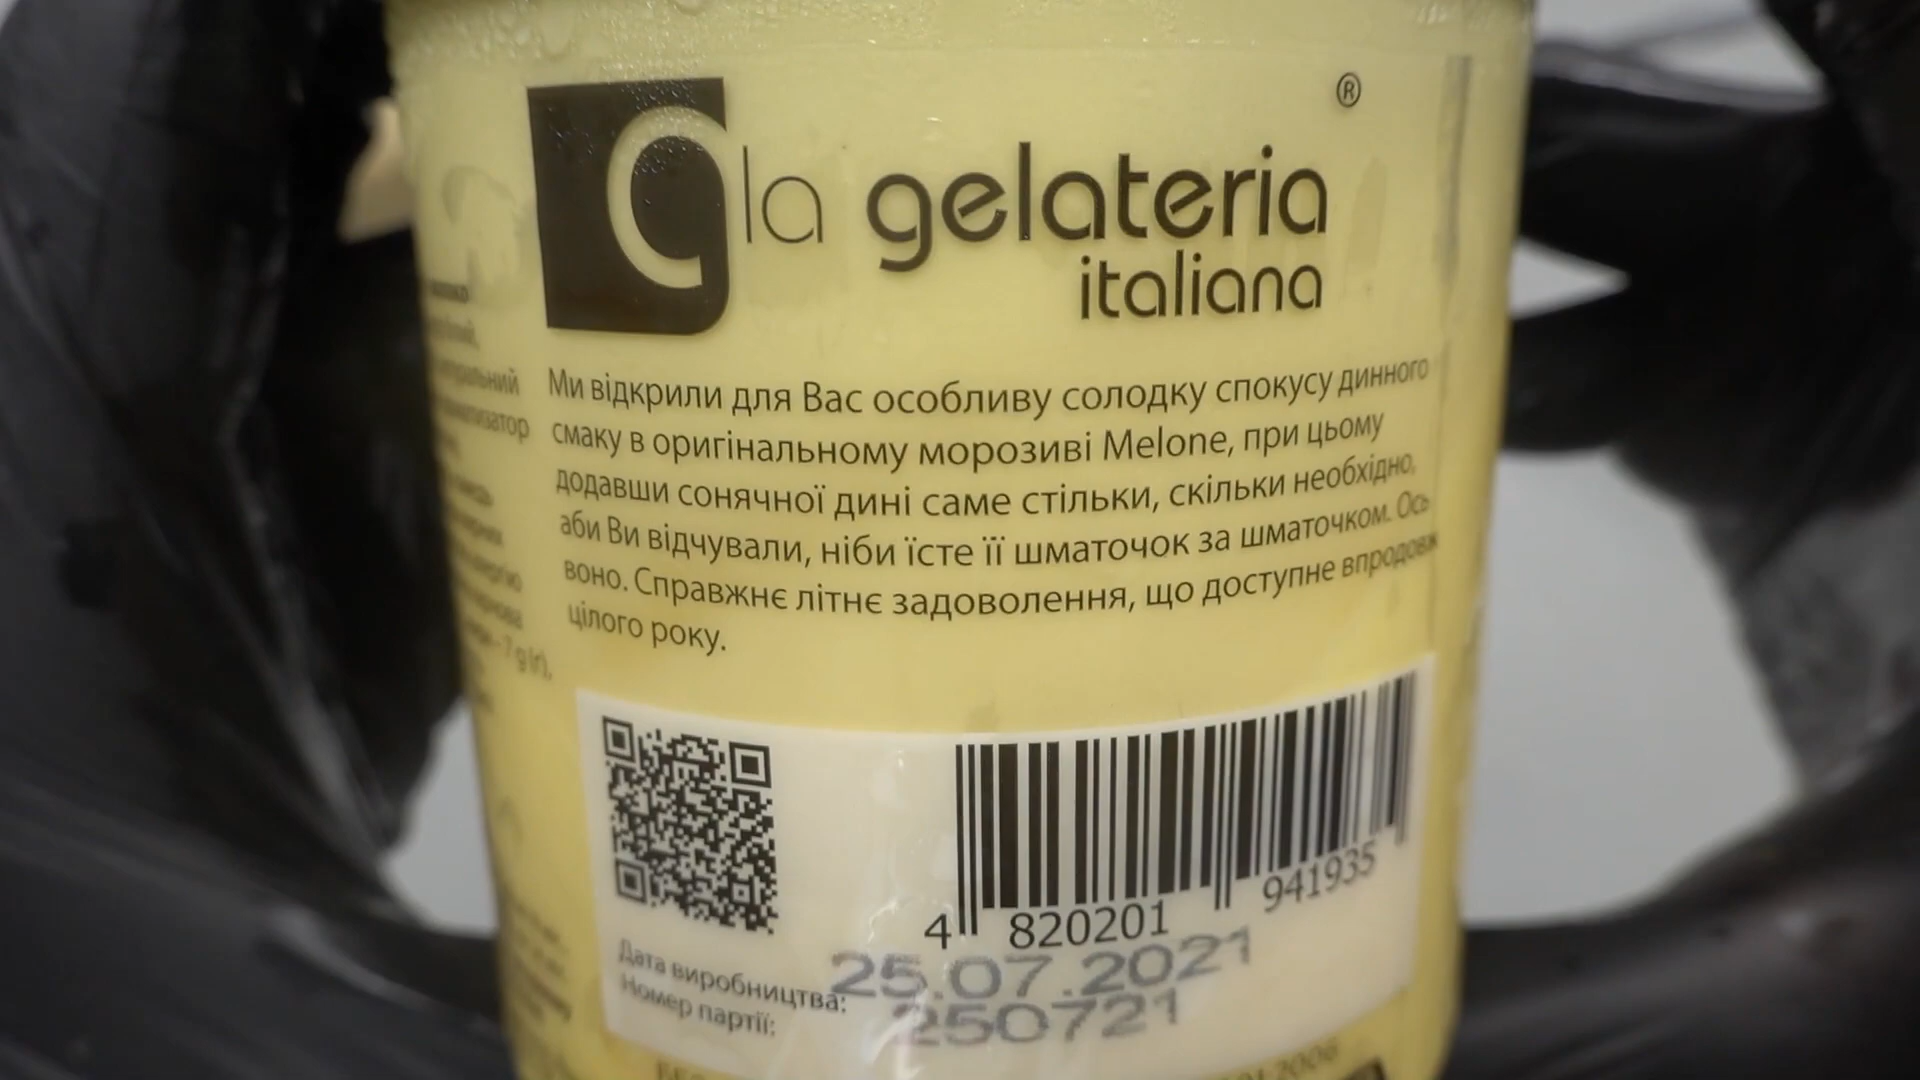 la gelateria ®
italiana
Ми відкрили для Вас особливу солодку спокусу динного
смаку в оригінальному морозиві Melone, при цьому
додавши сонячної дині саме стільки, скільки необхідно,
аби Ви відчували, ніби їсте її шматочок за шматочком. Ось
воно. Справжнє літнє задоволення, що доступне впродовж
цілого року.
4 820201 941935
Дата виробництва: 25.07.2021
Номер партії: 250721